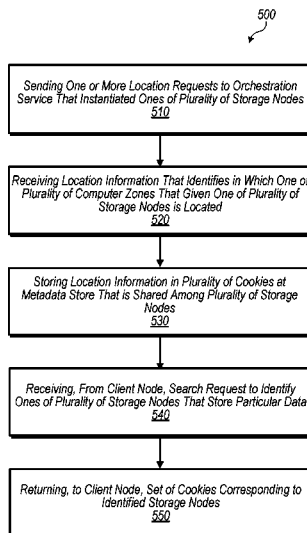 500
Sending One or More Location Requests to Orchestration
Service That Instantiated Ones of Plurality of Storage Nodes
510
Receiving Location Information That Identifies in Which One of
Plurality of Computer Zones That Given One of Plurality of
Storage Nodes is Located
520
Storing Location Information in Plurality of Cookies at
Metadata Store That is Shared Among Plurality of Storage
Nodes
530
Receiving, From Client Node, Search Request to Identify
Ones of Plurality of Storage Nodes That Store Particular Data
540
Returning, to Client Node, Set of Cookies Corresponding to
Identified Storage Nodes
550